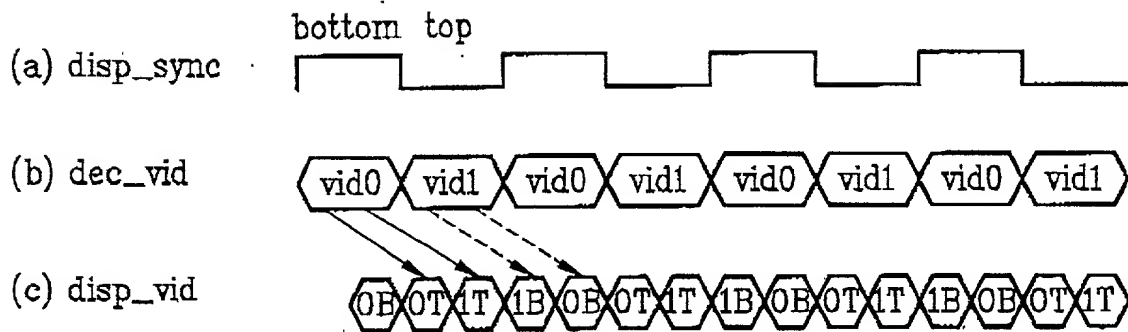 bottom top
(a) disp_sync
(b) dec_vid vid0 vid1 vid0 vid1 vid0 vid1 vid0 vid1
(c) disp_vid 0B 0T 1T 1B 0B 0T 1T 1B 0B 0T 1T 1B 0B 0T 1T